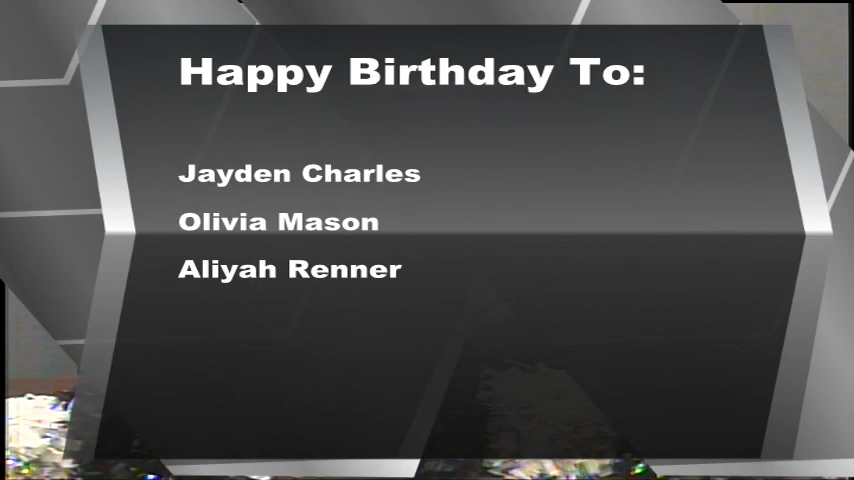 Happy Birthday To:
Jayden Charles
Olivia Mason
Aliyah Renner